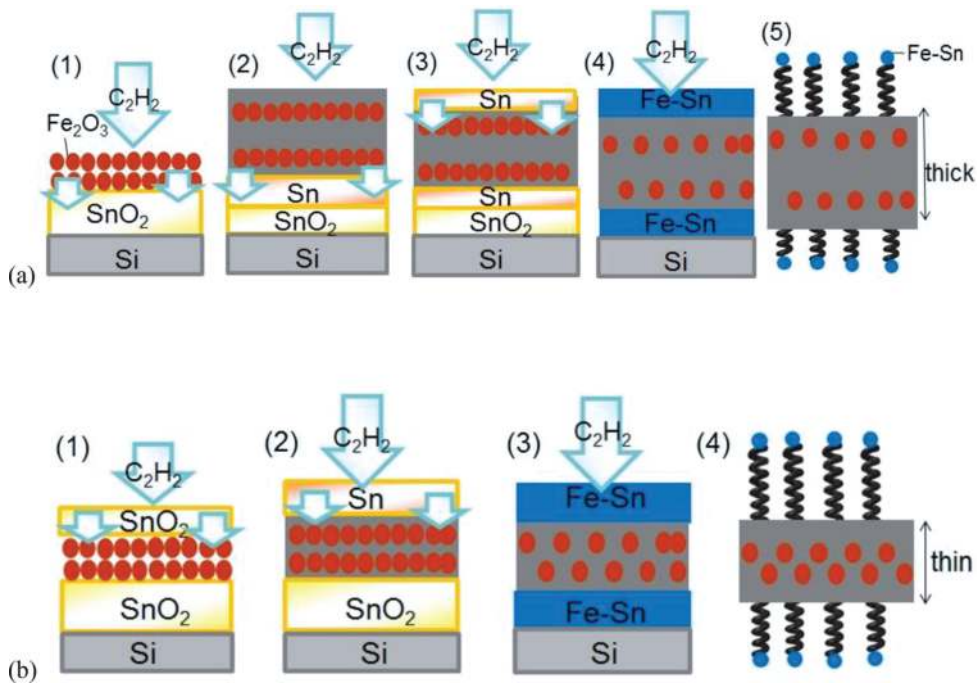 (a)
(1)
C₂H₂
Fe₂O₃
SnO₂
Si
(2)
C₂H₂
Sn
SnO₂
Si
(3)
C₂H₂
Sn
Sn
SnO₂
Si
(4)
C₂H₂
Fe-Sn
Fe-Sn
Si
(5)
Fe-Sn
thick
(b)
(1)
C₂H₂
SnO₂
SnO₂
Si
(2)
C₂H₂
Sn
SnO₂
Si
(3)
C₂H₂
Fe-Sn
Fe-Sn
Si
(4)
thin